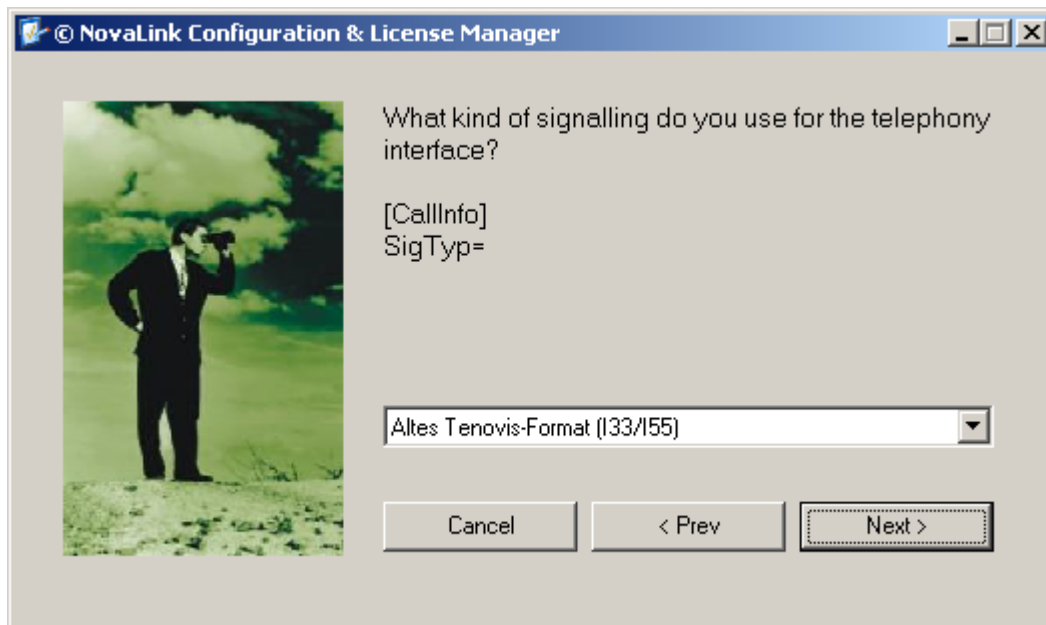 © NovaLink Configuration & License Manager
What kind of signalling do you use for the telephony
interface?
[CallInfo]
SigTyp=
Altes Tenovis-Format (I33/I55)
Cancel
< Prev
Next >